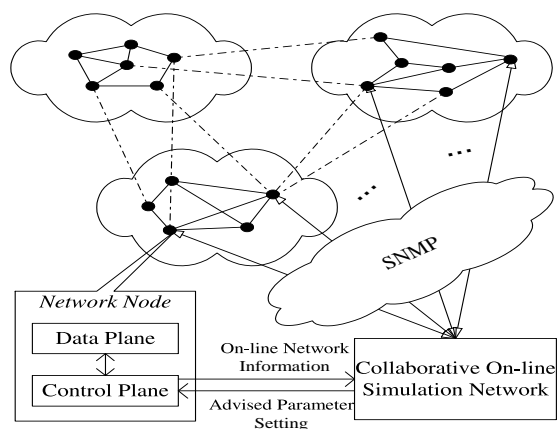 SNMP
Network Node
Data Plane
Control Plane
On-line Network
Information
Advised Parameter
Setting
Collaborative On-line
Simulation Network